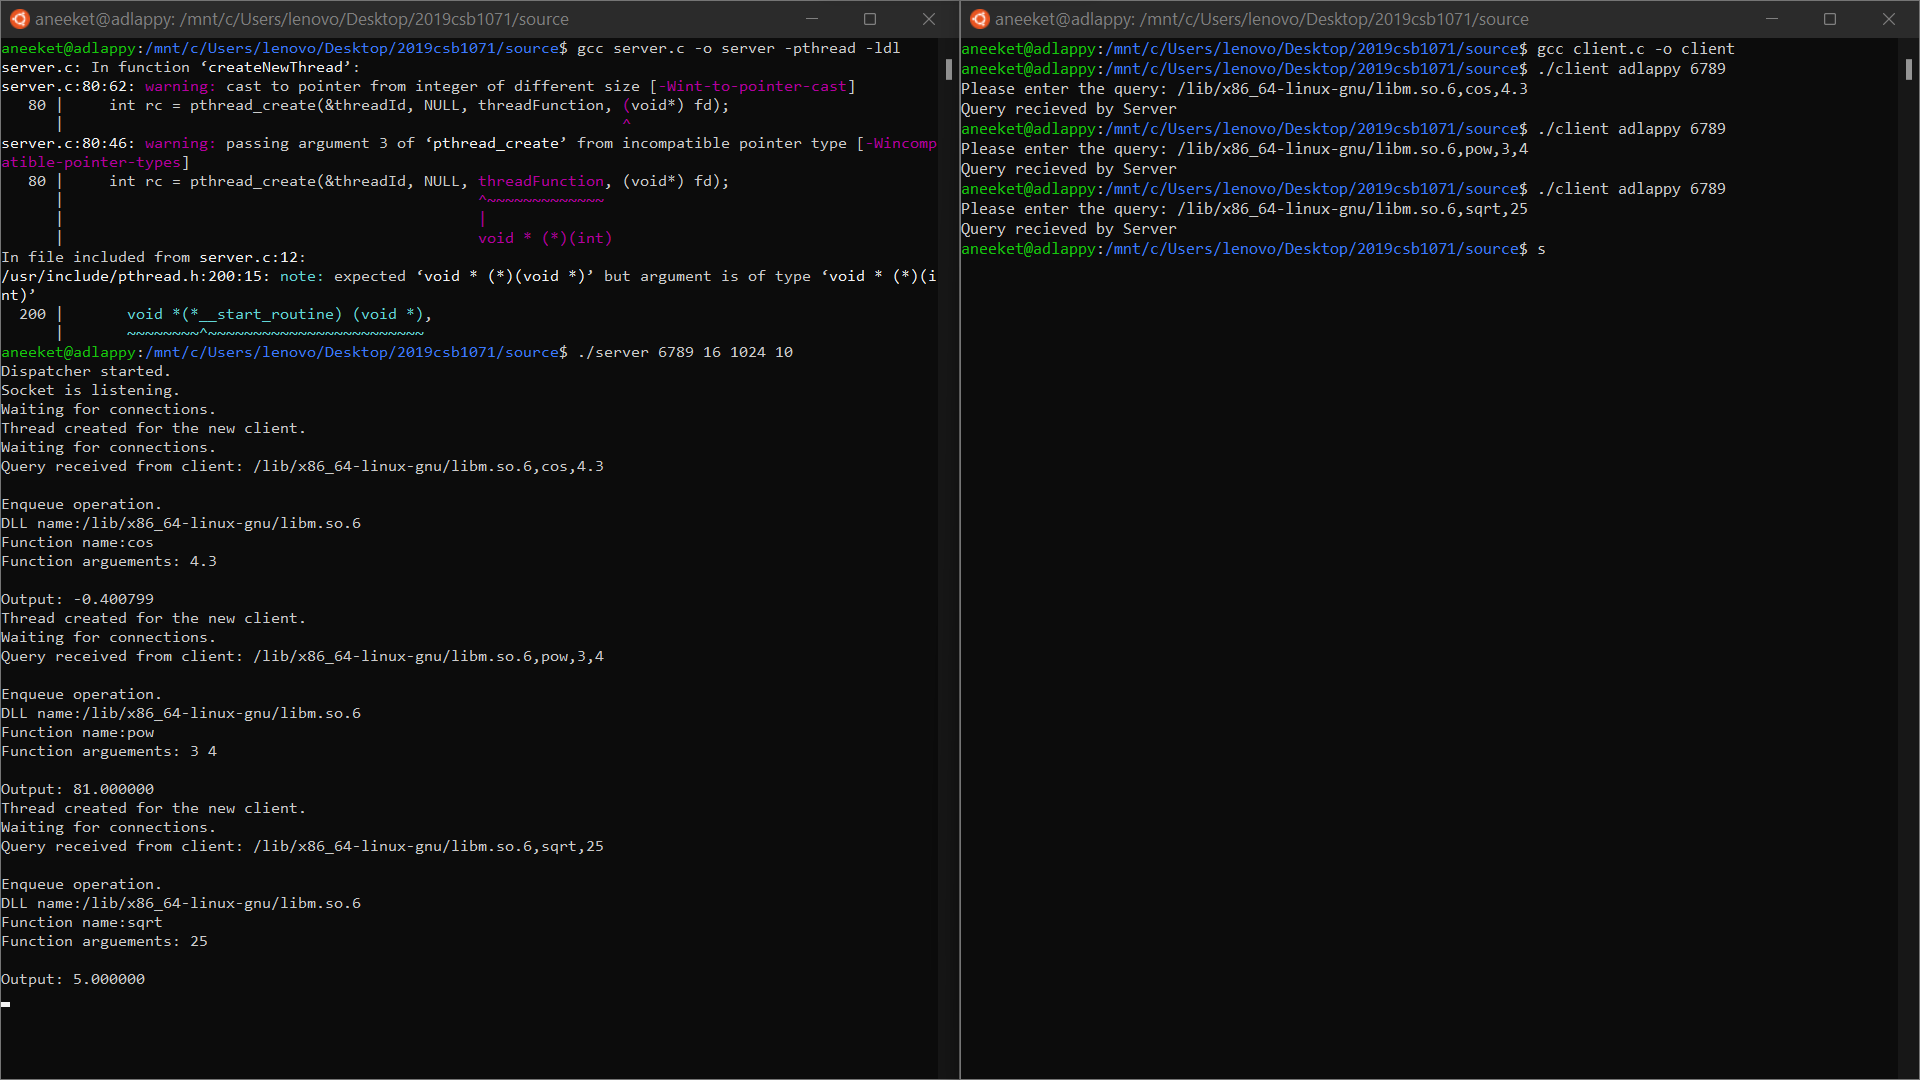 aneeket@adlappy: /mnt/c/Users/lenovo/Desktop/2019csb1071/source
aneeket@adlappy:/mnt/c/Users/lenovo/Desktop/2019csb1071/source$ gcc server.c -o server -pthread -ldl
server.c: In function ‘createNewThread’:
server.c:80:62: warning: cast to pointer from integer of different size [-Wint-to-pointer-cast]
   80 |     int rc = pthread_create(&threadId, NULL, threadFunction, (void*) fd);
      |                                                              ^
server.c:80:46: warning: passing argument 3 of ‘pthread_create’ from incompatible pointer type [-Wincomp
atible-pointer-types]
   80 |     int rc = pthread_create(&threadId, NULL, threadFunction, (void*) fd);
      |                                              ^~~~~~~~~~~~~~
      |                                              |
      |                                              void * (*)(int)
In file included from server.c:12:
/usr/include/pthread.h:200:15: note: expected ‘void * (*)(void *)’ but argument is of type ‘void * (*)(i
nt)’
  200 |       void *(*__start_routine) (void *),
      |       ~~~~~~~~^~~~~~~~~~~~~~~~~~~~~~~~~
aneeket@adlappy:/mnt/c/Users/lenovo/Desktop/2019csb1071/source$ ./server 6789 16 1024 10
Dispatcher started.
Socket is listening.
Waiting for connections.
Thread created for the new client.
Waiting for connections.
Query received from client: /lib/x86_64-linux-gnu/libm.so.6,cos,4.3

Enqueue operation.
DLL name:/lib/x86_64-linux-gnu/libm.so.6
Function name:cos
Function arguements: 4.3

Output: -0.400799
Thread created for the new client.
Waiting for connections.
Query received from client: /lib/x86_64-linux-gnu/libm.so.6,pow,3,4

Enqueue operation.
DLL name:/lib/x86_64-linux-gnu/libm.so.6
Function name:pow
Function arguements: 3 4

Output: 81.000000
Thread created for the new client.
Waiting for connections.
Query received from client: /lib/x86_64-linux-gnu/libm.so.6,sqrt,25

Enqueue operation.
DLL name:/lib/x86_64-linux-gnu/libm.so.6
Function name:sqrt
Function arguements: 25

Output: 5.000000
aneeket@adlappy: /mnt/c/Users/lenovo/Desktop/2019csb1071/source
aneeket@adlappy:/mnt/c/Users/lenovo/Desktop/2019csb1071/source$ gcc client.c -o client
aneeket@adlappy:/mnt/c/Users/lenovo/Desktop/2019csb1071/source$ ./client adlappy 6789
Please enter the query: /lib/x86_64-linux-gnu/libm.so.6,cos,4.3
Query recieved by Server
aneeket@adlappy:/mnt/c/Users/lenovo/Desktop/2019csb1071/source$ ./client adlappy 6789
Please enter the query: /lib/x86_64-linux-gnu/libm.so.6,pow,3,4
Query recieved by Server
aneeket@adlappy:/mnt/c/Users/lenovo/Desktop/2019csb1071/source$ ./client adlappy 6789
Please enter the query: /lib/x86_64-linux-gnu/libm.so.6,sqrt,25
Query recieved by Server
aneeket@adlappy:/mnt/c/Users/lenovo/Desktop/2019csb1071/source$ s